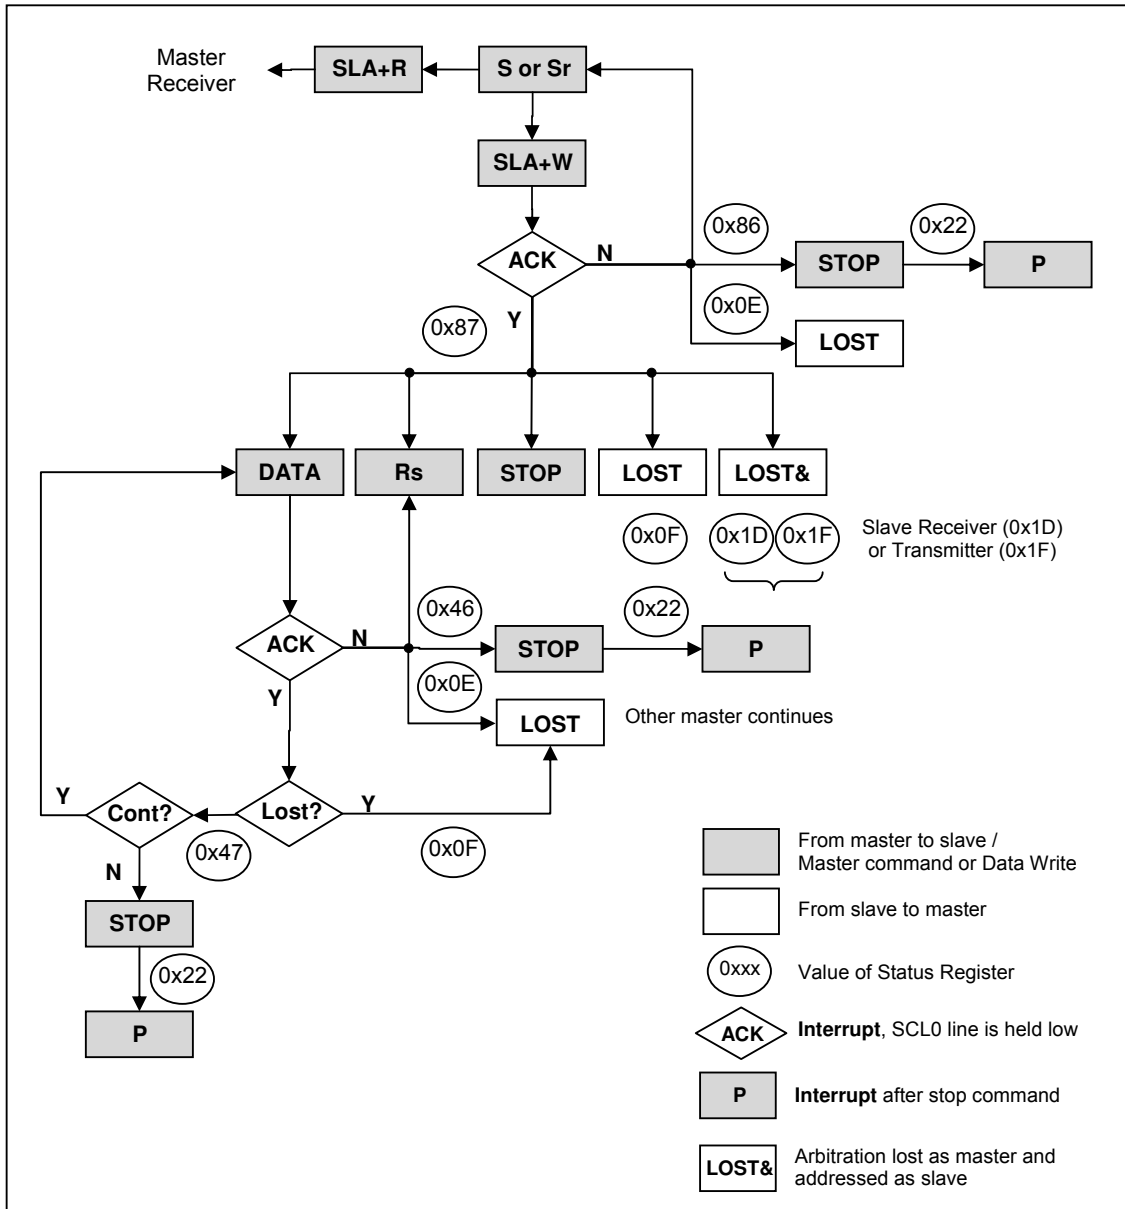 Master
Receiver
SLA+R
S or Sr
SLA+W
ACK
N
0x86
STOP
0x22
P
0x0E
LOST
Y
0x87
DATA
Rs
STOP
LOST
LOST&
0x0F
0x1D
0x1F
Slave Receiver (0x1D)
or Transmitter (0x1F)
ACK
N
0x46
STOP
0x22
P
0x0E
LOST
Other master continues
Y
Y
Cont?
Lost?
Y
0x47
0x0F
N
STOP
0x22
P
From master to slave /
Master command or Data Write
From slave to master
0xxx
Value of Status Register
ACK
Interrupt, SCL0 line is held low
P
Interrupt after stop command
LOST&
Arbitration lost as master and
addressed as slave